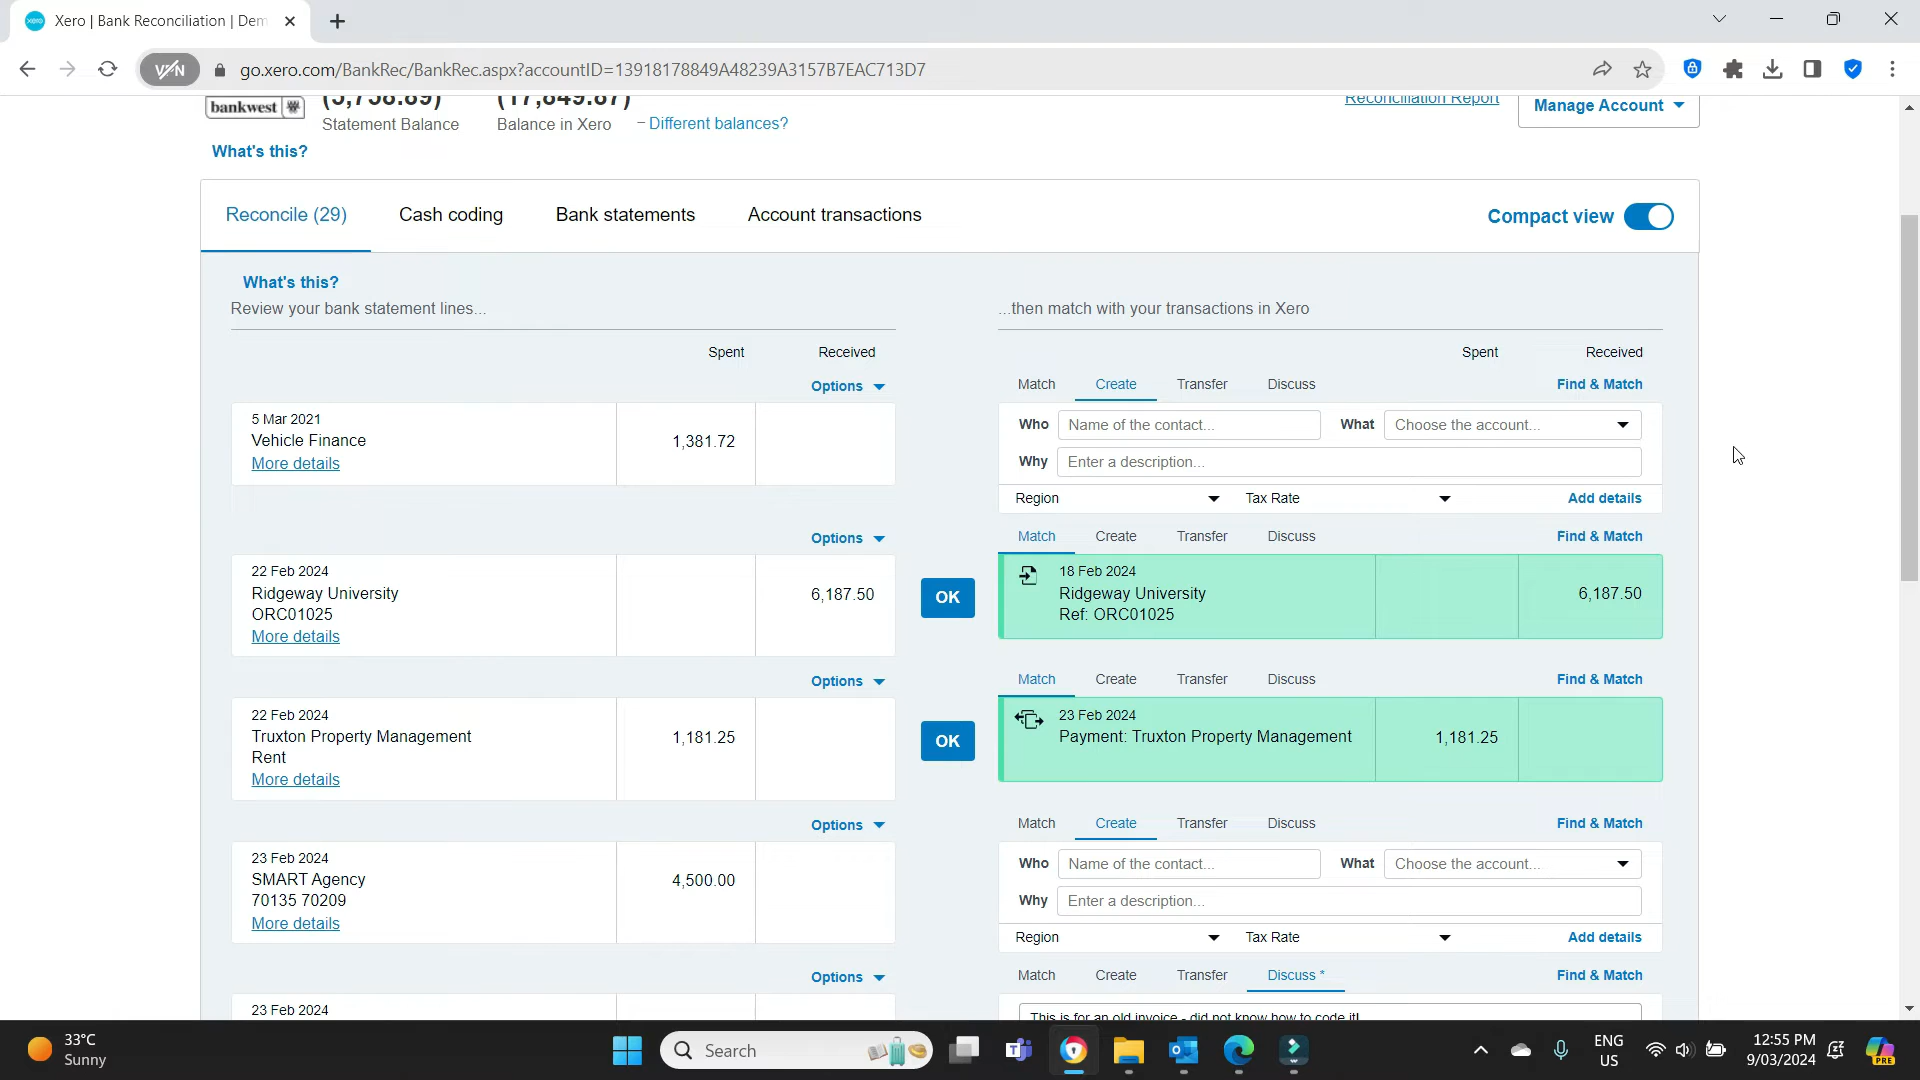 Xero | Bank Reconciliation | Dem
VPN
go.xero.com/BankRec/BankRec.aspx?accountID=13918178849A48239A3157B7EAC713D7
bankwest
(5,758.89) (17,849.87)
Statement Balance Balance in Xero - Different balances?
Reconciliation Report
Manage Account
What's this?
Reconcile (29) Cash coding Bank statements Account transactions
Compact view
What's this?
Review your bank statement lines... ...then match with your transactions in Xero
Spent Received Spent Received
Options Match Create Transfer Discuss Find & Match
5 Mar 2021
Vehicle Finance
More details
1,381.72
Who Name of the contact... What Choose the account...
Why Enter a description...
Region Tax Rate Add details
Options Match Create Transfer Discuss Find & Match
22 Feb 2024
Ridgeway University
ORC01025
More details
6,187.50
OK
18 Feb 2024
Ridgeway University
Ref: ORC01025
6,187.50
Options Match Create Transfer Discuss Find & Match
22 Feb 2024
Truxton Property Management
Rent
More details
1,181.25
OK
23 Feb 2024
Payment: Truxton Property Management
1,181.25
Options Match Create Transfer Discuss Find & Match
23 Feb 2024
SMART Agency
70135 70209
More details
4,500.00
Who Name of the contact... What Choose the account...
Why Enter a description...
Region Tax Rate Add details
Options Match Create Transfer Discuss * Find & Match
23 Feb 2024
This is for an old invoice - did not know how to code it!
33°C
Sunny
Search
ENG
US
12:55 PM
9/03/2024
PRE